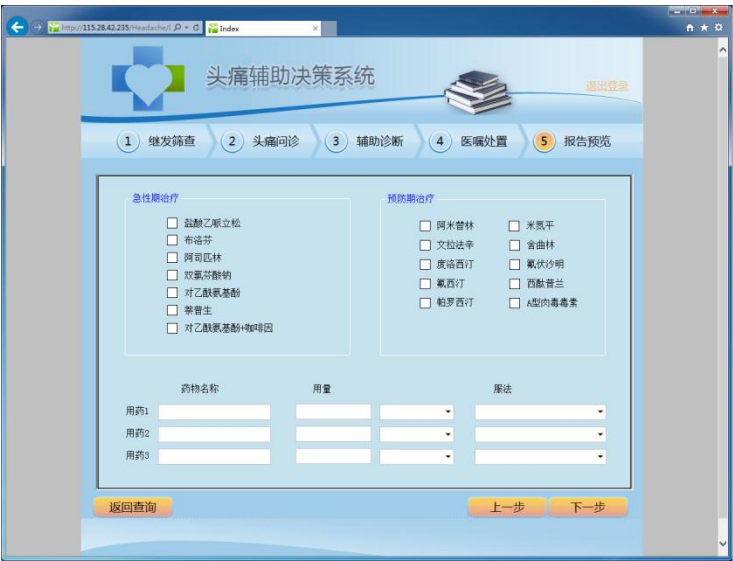 http://115.28.42.235/Headache/I
Index
头痛辅助决策系统
退出登录
1 继发筛查 2 头痛问诊 3 辅助诊断 4 医嘱处置 5 报告预览
急性期治疗
盐酸乙哌立松
布洛芬
阿司匹林
双氯芬酸钠
对乙酰氨基酚
萘普生
对乙酰氨基酚+咖啡因
预防期治疗
阿米替林 米氮平
文拉法辛 舍曲林
度洛西汀 氟伏沙明
氟西汀 西酞普兰
帕罗西汀 A型肉毒毒素
药物名称 用量 服法
用药1
用药2
用药3
返回查询 上一步 下一步